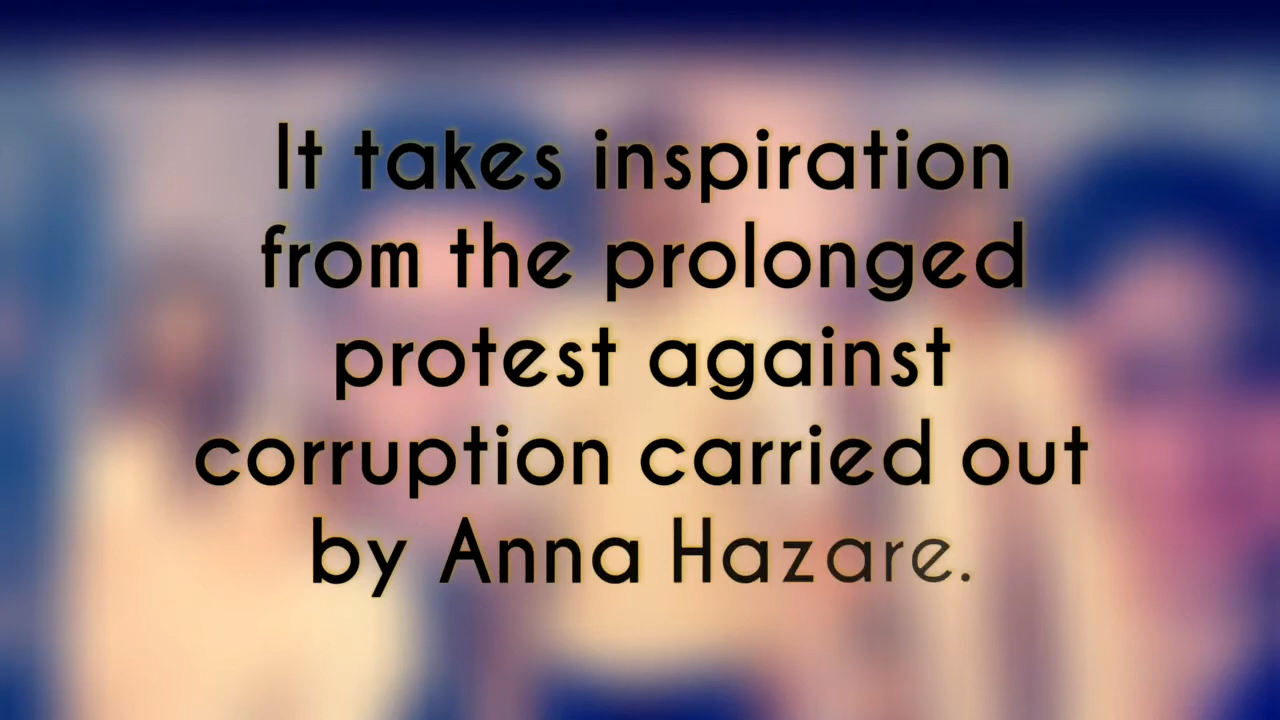 It takes inspiration
from the prolonged
protest against
corruption carried out
by Anna Hazare.